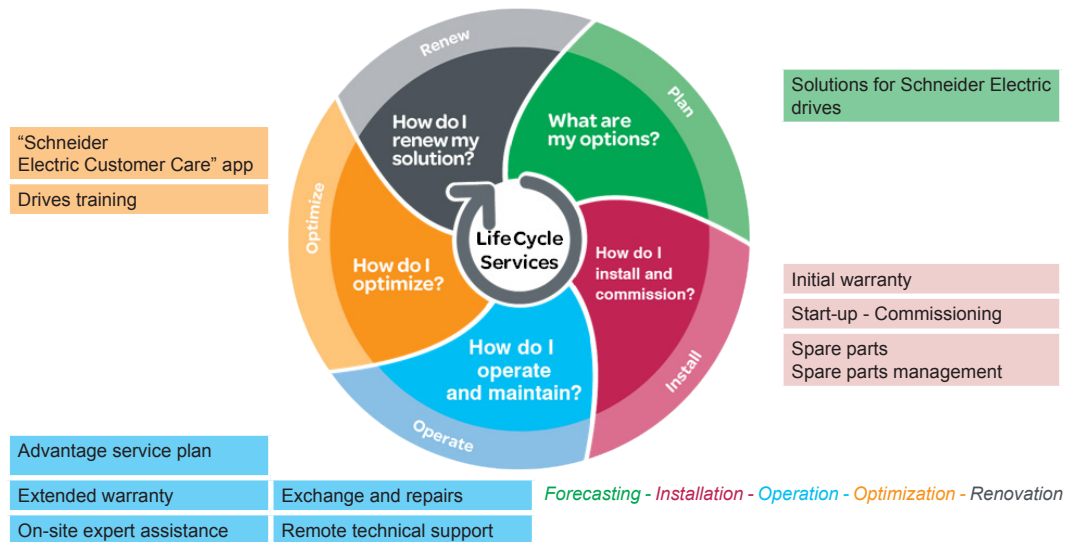 Renew
Plan
How do I
renew my
solution?
What are
my options?
Solutions for Schneider Electric
drives
“Schneider
Electric Customer Care” app
Drives training
Optimize
Life Cycle
Services
How do I
optimize?
How do I
install and
commission?
Initial warranty
Start-up - Commissioning
Spare parts
Spare parts management
How do I
operate
and maintain?
Install
Operate
Advantage service plan
Extended warranty
Exchange and repairs
On-site expert assistance
Remote technical support
Forecasting - Installation - Operation - Optimization - Renovation